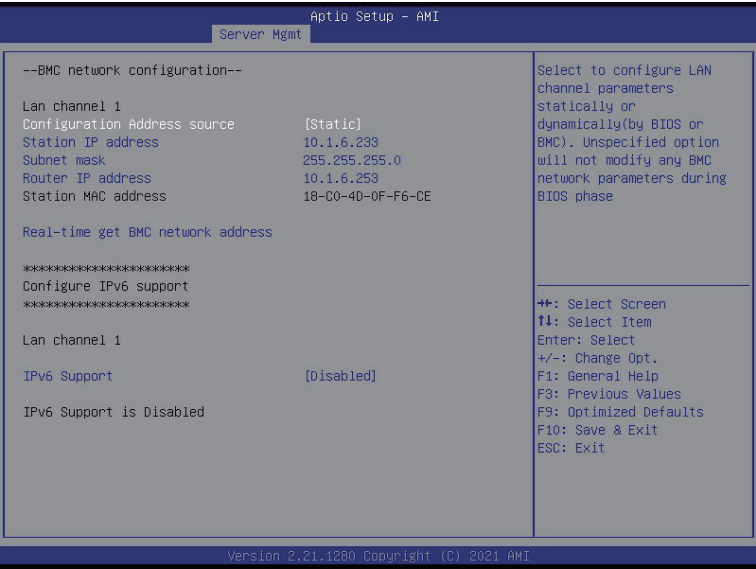 Aptio Setup - AMI
Server Mgmt
--BMC network configuration--
Lan channel 1
Configuration Address source [Static]
Station IP address 10.1.6.233
Subnet mask 255.255.255.0
Router IP address 10.1.6.253
Station MAC address 18-C0-4D-0F-F6-CE
Real-time get BMC network address
**********************
Configure IPv6 support
**********************
Lan channel 1
IPv6 Support [Disabled]
IPv6 Support is Disabled
Select to configure LAN
channel parameters
statically or
dynamically(by BIOS or
BMC). Unspecified option
will not modify any BMC
network parameters during
BIOS phase
→←: Select Screen
↑↓: Select Item
Enter: Select
+/-: Change Opt.
F1: General Help
F3: Previous Values
F9: Optimized Defaults
F10: Save & Exit
ESC: Exit
Version 2.21.1280 Copyright (C) 2021 AMI